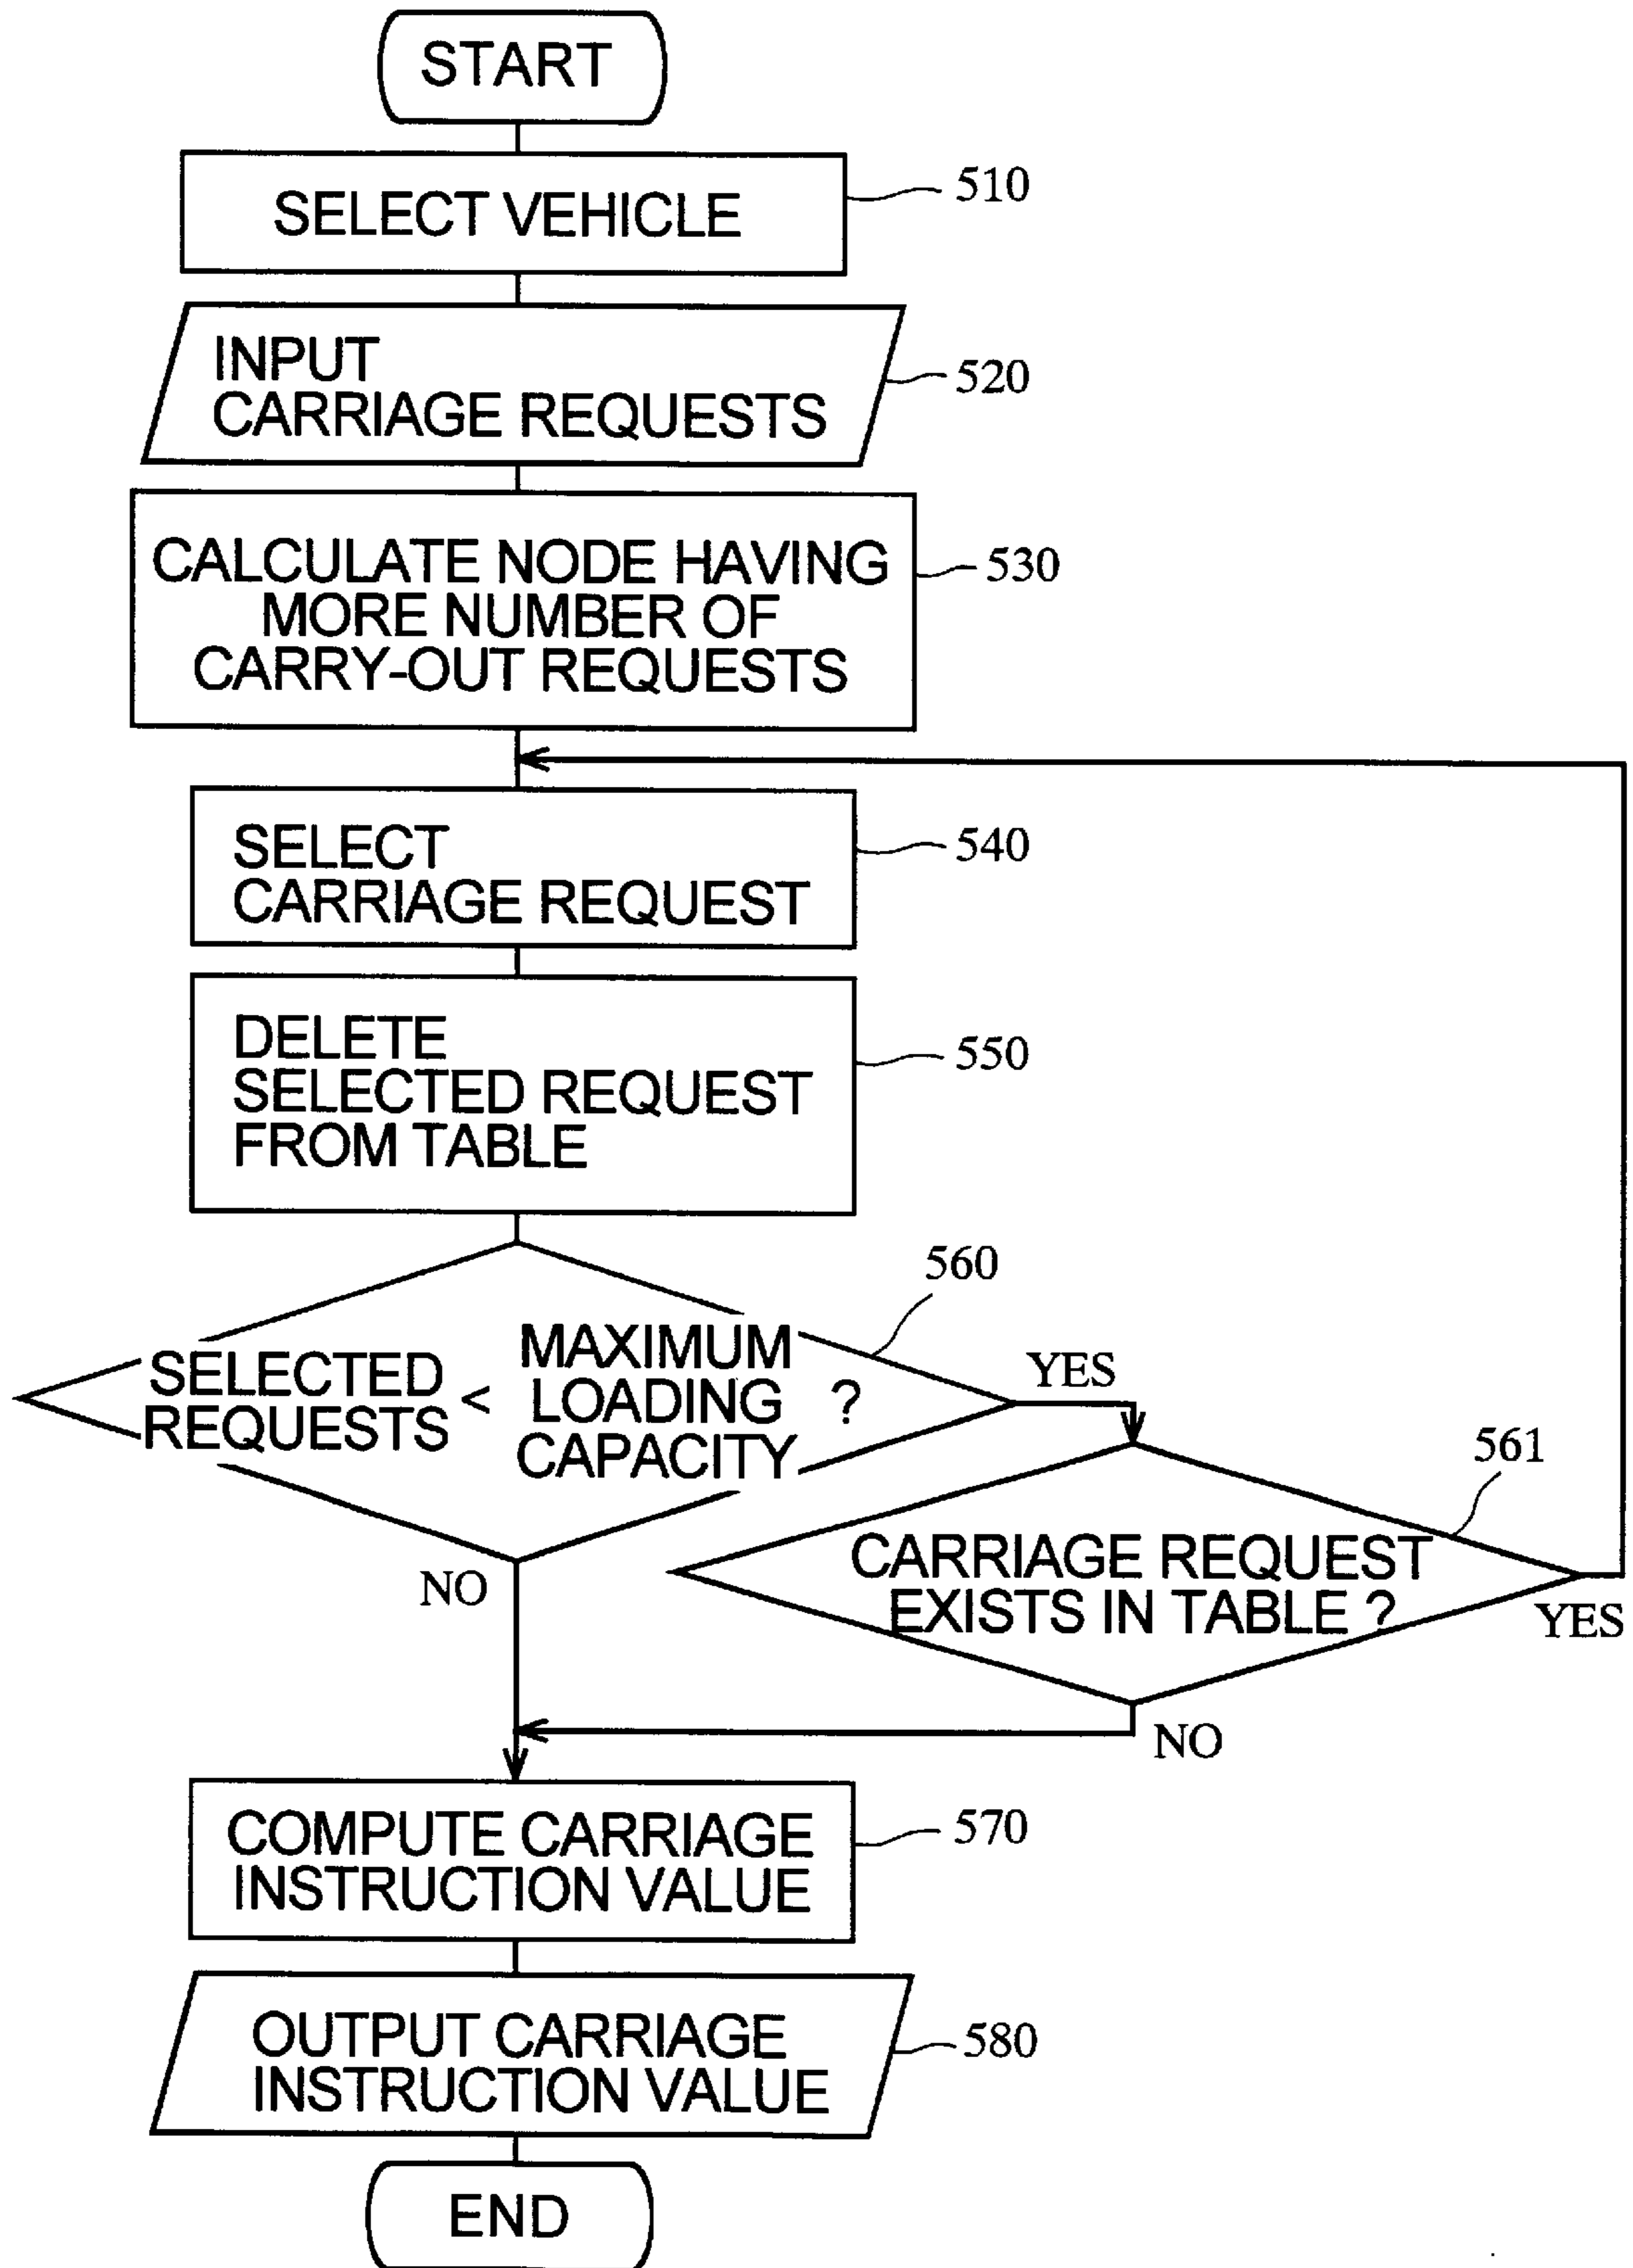 START
SELECT VEHICLE
510
INPUT
CARRIAGE REQUESTS
520
CALCULATE NODE HAVING
MORE NUMBER OF
CARRY-OUT REQUESTS
530
SELECT
CARRIAGE REQUEST
540
DELETE
SELECTED REQUEST
FROM TABLE
550
560
SELECTED
REQUESTS
<
MAXIMUM
LOADING
CAPACITY
?
YES
NO
561
CARRIAGE REQUEST
EXISTS IN TABLE ?
YES
NO
COMPUTE CARRIAGE
INSTRUCTION VALUE
570
OUTPUT CARRIAGE
INSTRUCTION VALUE
580
END